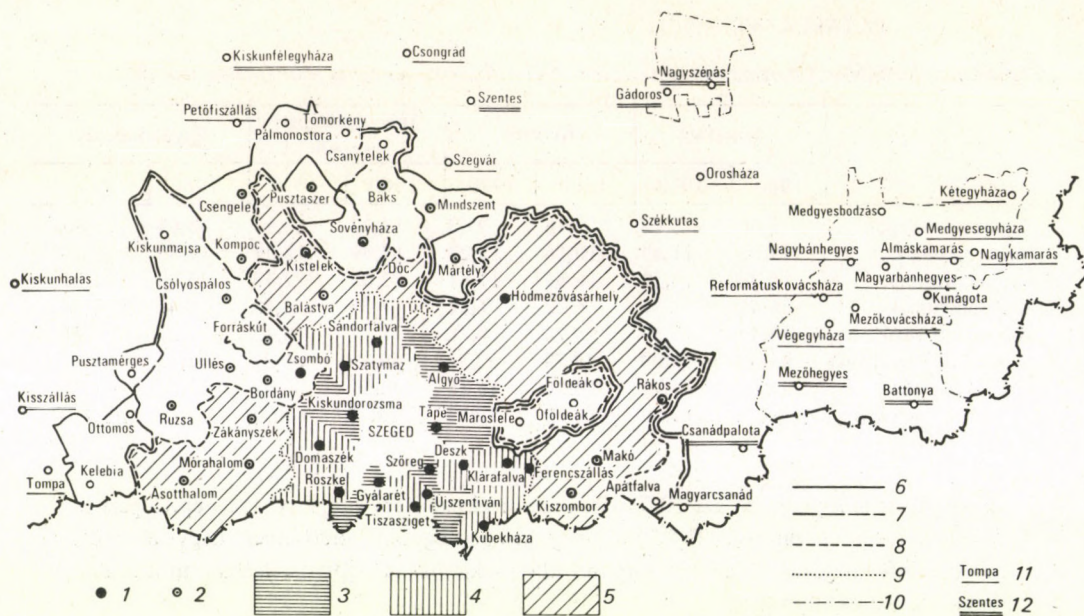 Kiskunfélegyháza
Csongrád
Nagyszénás
Gádoros
Szentes
Petőfiszállás
Tömörkény
Pálmonostora
Csanytelek
Szegvár
Orosháza
Kétegyháza
Csengele
Pusztaszer
Baks
Mindszent
Székkutas
Medgyesbodzás
Medgyesegyháza
Kiskunmajsa
Kömpöc
Sövényháza
Nagybánhegyes
Almáskamarás
Nagykamarás
Kistelek
Dóc
Mártély
Magyarbánhegyes
Kiskunhalas
Csólyospálos
Hódmezővásárhely
Reformátuskovácsháza
Kunágota
Balástya
Mezőkovácsháza
Forráskút
Sándorfalva
Végegyháza
Pusztamérges
Üllés
Zsombó
Szatymaz
Algyő
Földeák
Rákos
Mezőhegyes
Battonya
Kisszállás
Bordány
Kiskundorozsma
Tápé
Maroslele
Óföldeák
Ruzsa
Zákányszék
SZEGED
Csanádpalota
Öttömös
Domaszék
Szőreg
Deszk
Klárafalva
Makó
Ferencszállás
Kelebia
Mórahalom
Röszke
Gyálarét
Újszentiván
Apátfalva
Magyarcsanád
Tompa
Ásotthalom
Tiszasziget
Kiszombor
Kübekháza
1 2 3 4 5
6
7
8
9
10
Tompa 11
Szentes 12